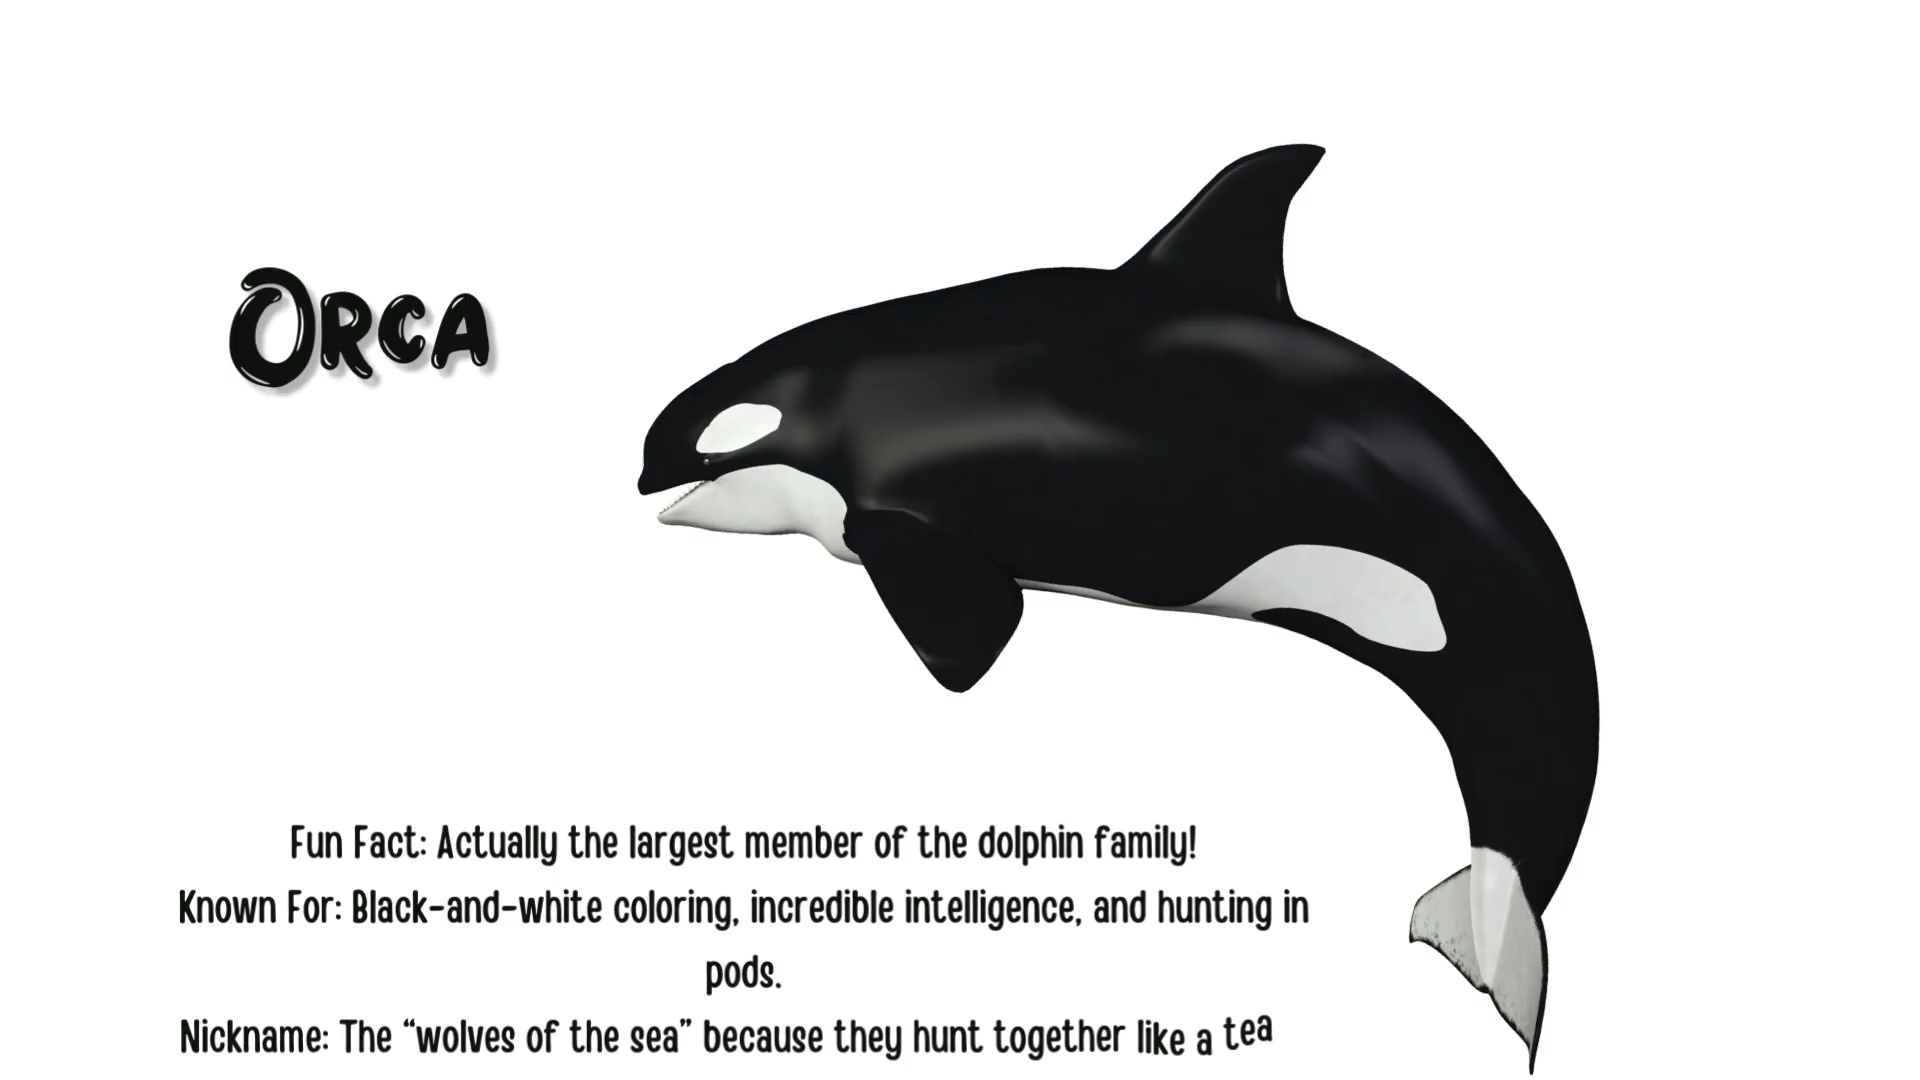 Orca
Fun Fact: Actually the largest member of the dolphin family!
Known For: Black-and-white coloring, incredible intelligence, and hunting in
pods.
Nickname: The “wolves of the sea” because they hunt together like a tea